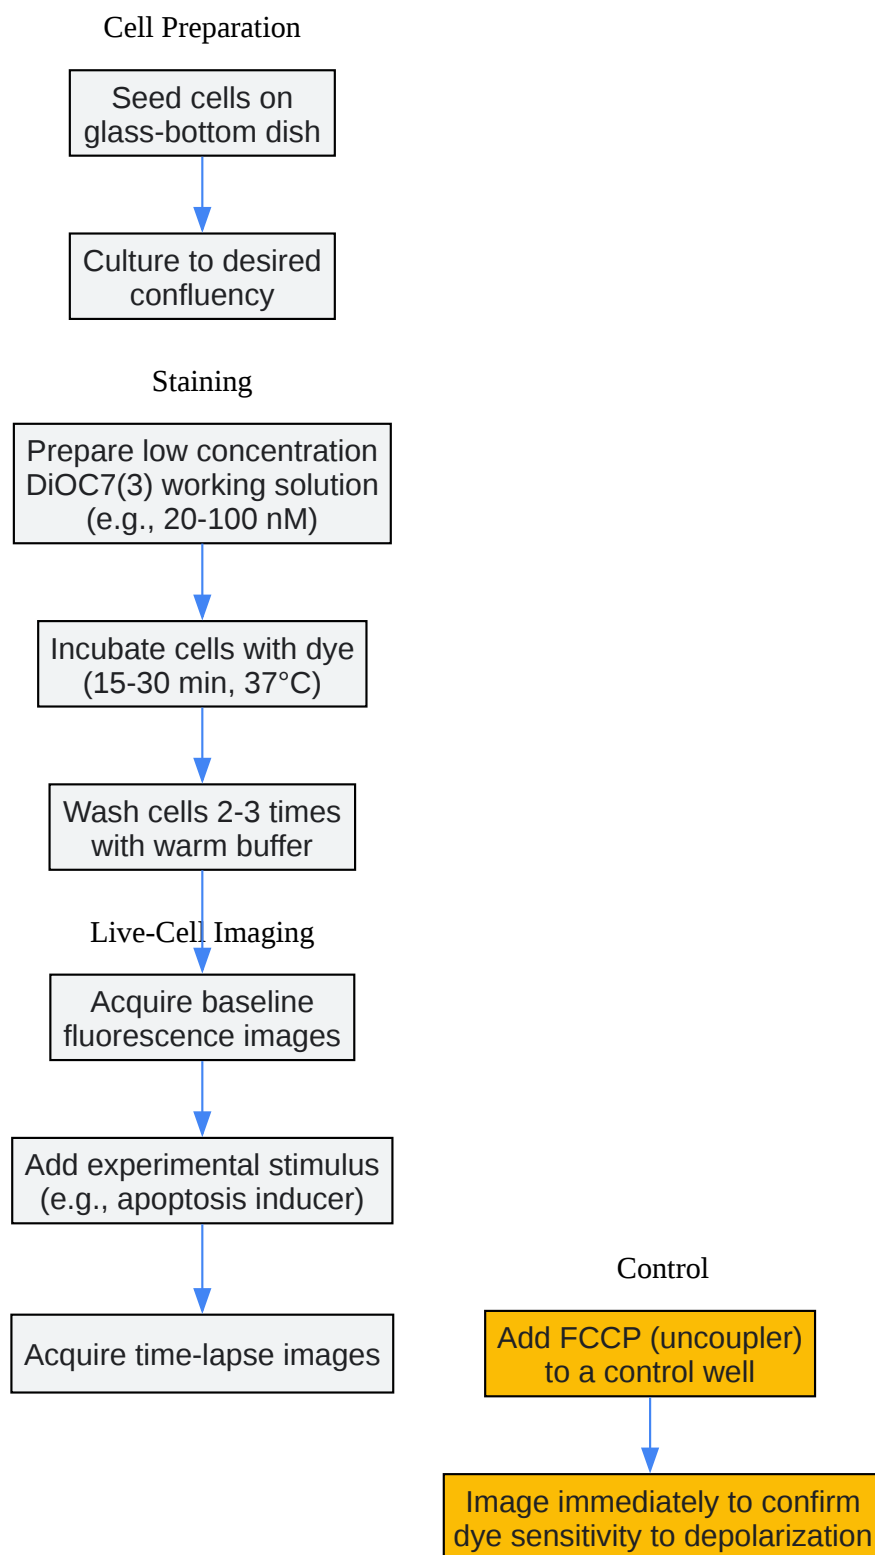 Cell Preparation
Seed cells on
glass-bottom dish
Culture to desired
confluency
Staining
Prepare low concentration
DiOC7(3) working solution
(e.g., 20-100 nM)
Incubate cells with dye
(15-30 min, 37°C)
Wash cells 2-3 times
with warm buffer
Live-Cell Imaging
Acquire baseline
fluorescence images
Add experimental stimulus
(e.g., apoptosis inducer)
Acquire time-lapse images
Control
Add FCCP (uncoupler)
to a control well
Image immediately to confirm
dye sensitivity to depolarization